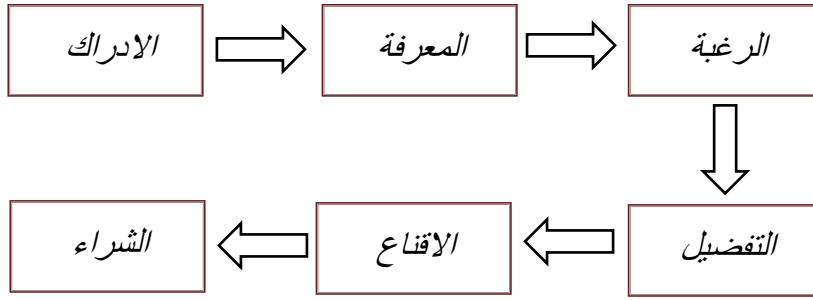 الادراك
المعرفة
الرغبة
التفضيل
الاقناع
الشراء